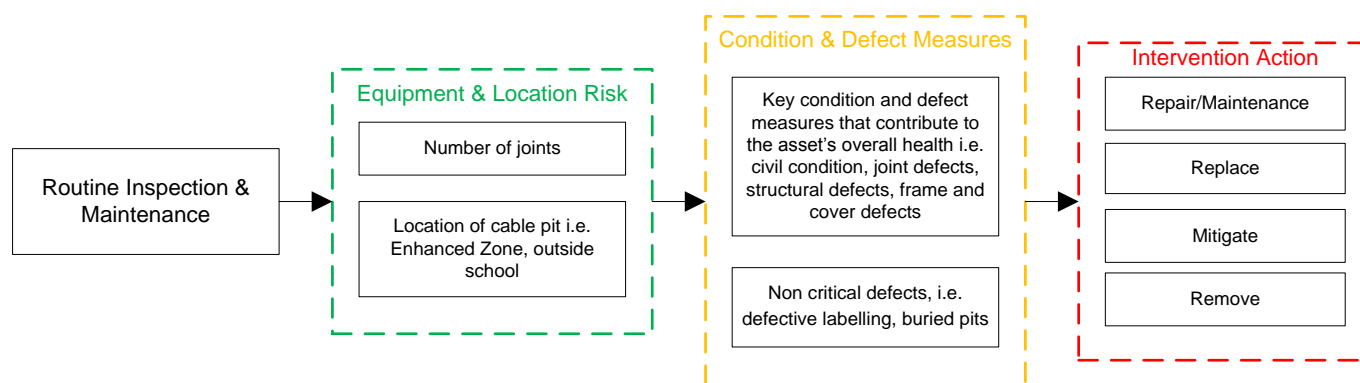 Routine Inspection &
Maintenance
Equipment & Location Risk
Number of joints
Location of cable pit i.e.
Enhanced Zone, outside
school
Condition & Defect Measures
Key condition and defect
measures that contribute to
the asset's overall health i.e.
civil condition, joint defects,
structural defects, frame and
cover defects
Non critical defects, i.e.
defective labelling, buried pits
Intervention Action
Repair/Maintenance
Replace
Mitigate
Remove